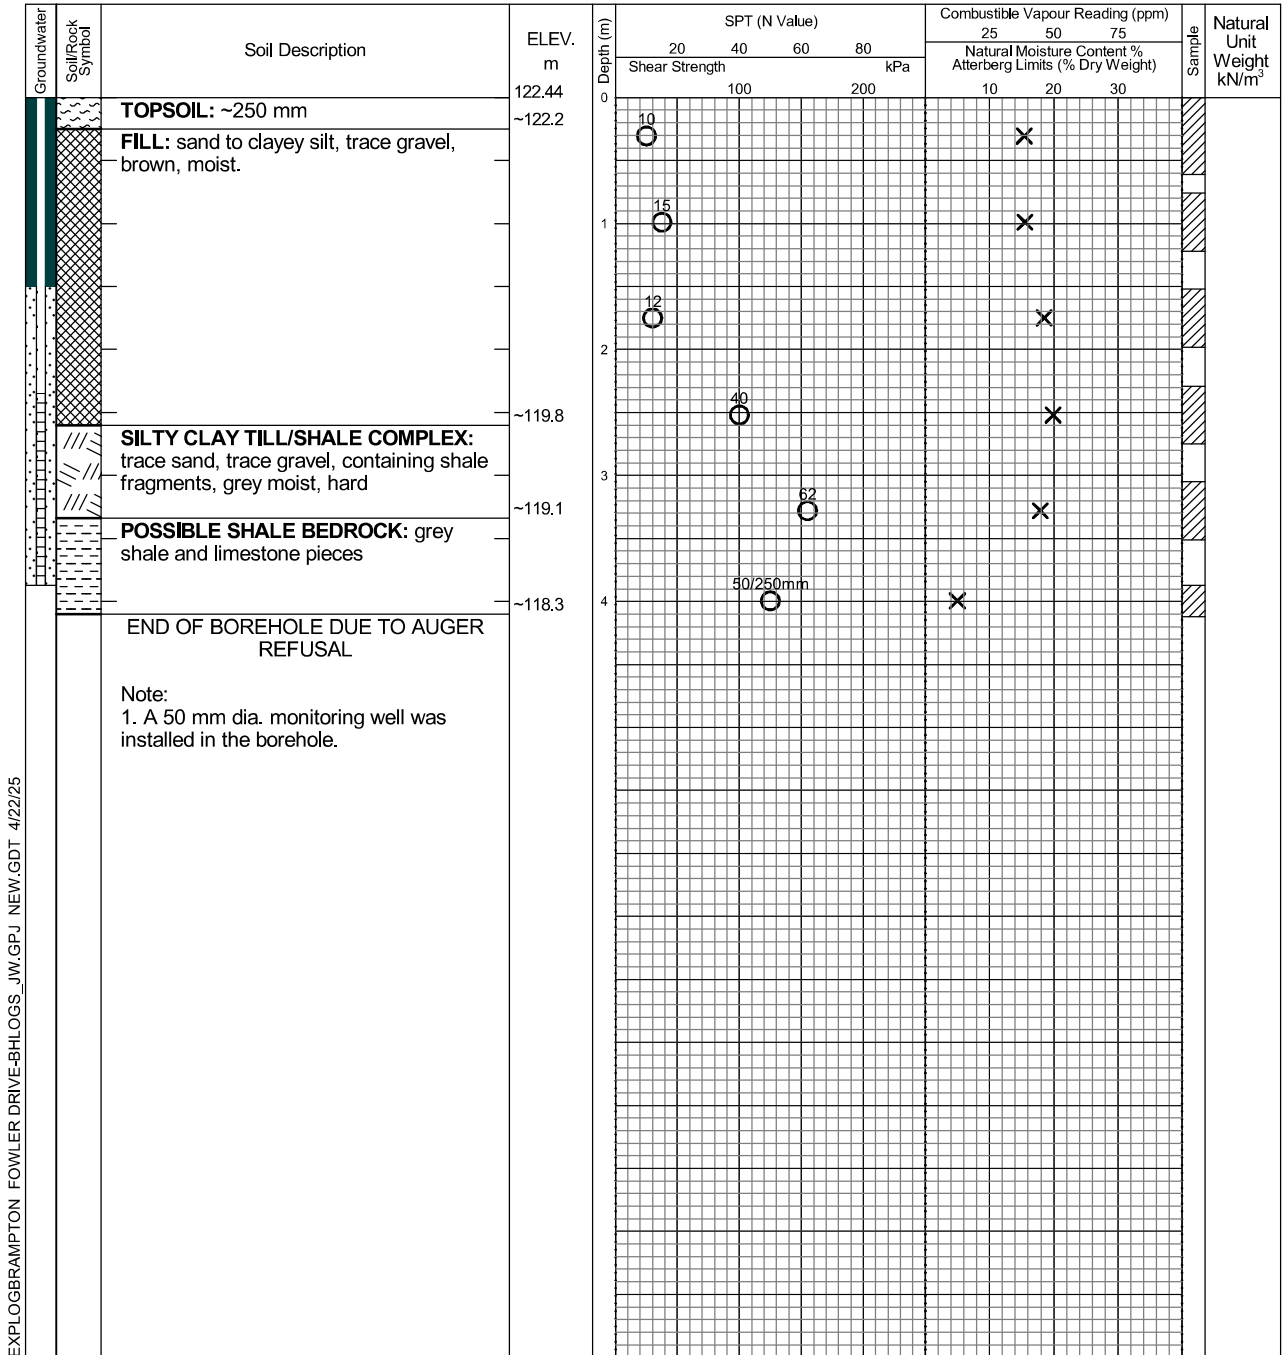 Groundwater
Soil/Rock
Symbol
Soil Description
ELEV.
m
122.44
Depth (m)
SPT (N Value)
20 40 60 80
Shear Strength kPa
100 200
Combustible Vapour Reading (ppm)
25 50 75
Natural Moisture Content %
Atterberg Limits (% Dry Weight)
10 20 30
Sample
Natural
Unit
Weight
kN/m³
0
TOPSOIL: ~250 mm
~122.2
10
FILL: sand to clayey silt, trace gravel,
brown, moist.
15
1
12
2
40
~119.8
SILTY CLAY TILL/SHALE COMPLEX:
trace sand, trace gravel, containing shale
fragments, grey moist, hard
3
62
~119.1
POSSIBLE SHALE BEDROCK: grey
shale and limestone pieces
50/250mm
~118.3
4
END OF BOREHOLE DUE TO AUGER
REFUSAL
Note:
1. A 50 mm dia. monitoring well was
installed in the borehole.
EXPLOGBRAMPTON FOWLER DRIVE-BHLOGS_JW.GPJ NEW.GDT 4/22/25